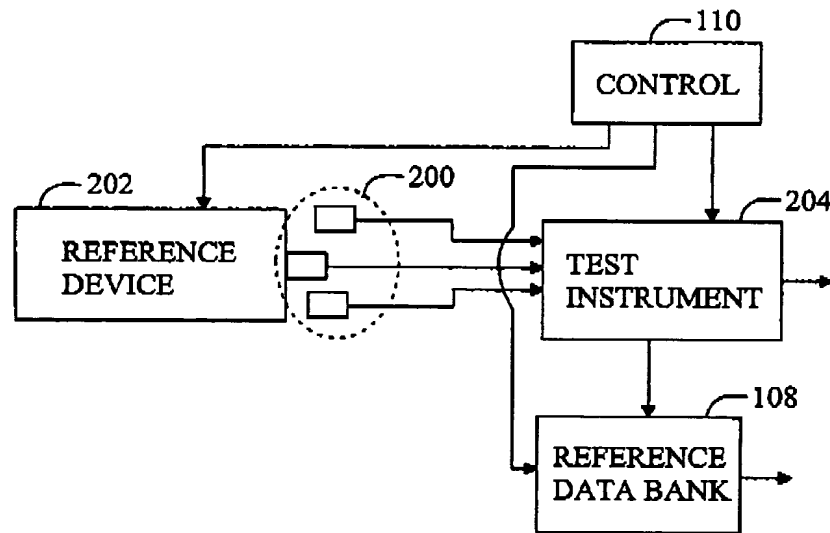 110
CONTROL
202
200
204
REFERENCE
DEVICE
TEST
INSTRUMENT
108
REFERENCE
DATA BANK